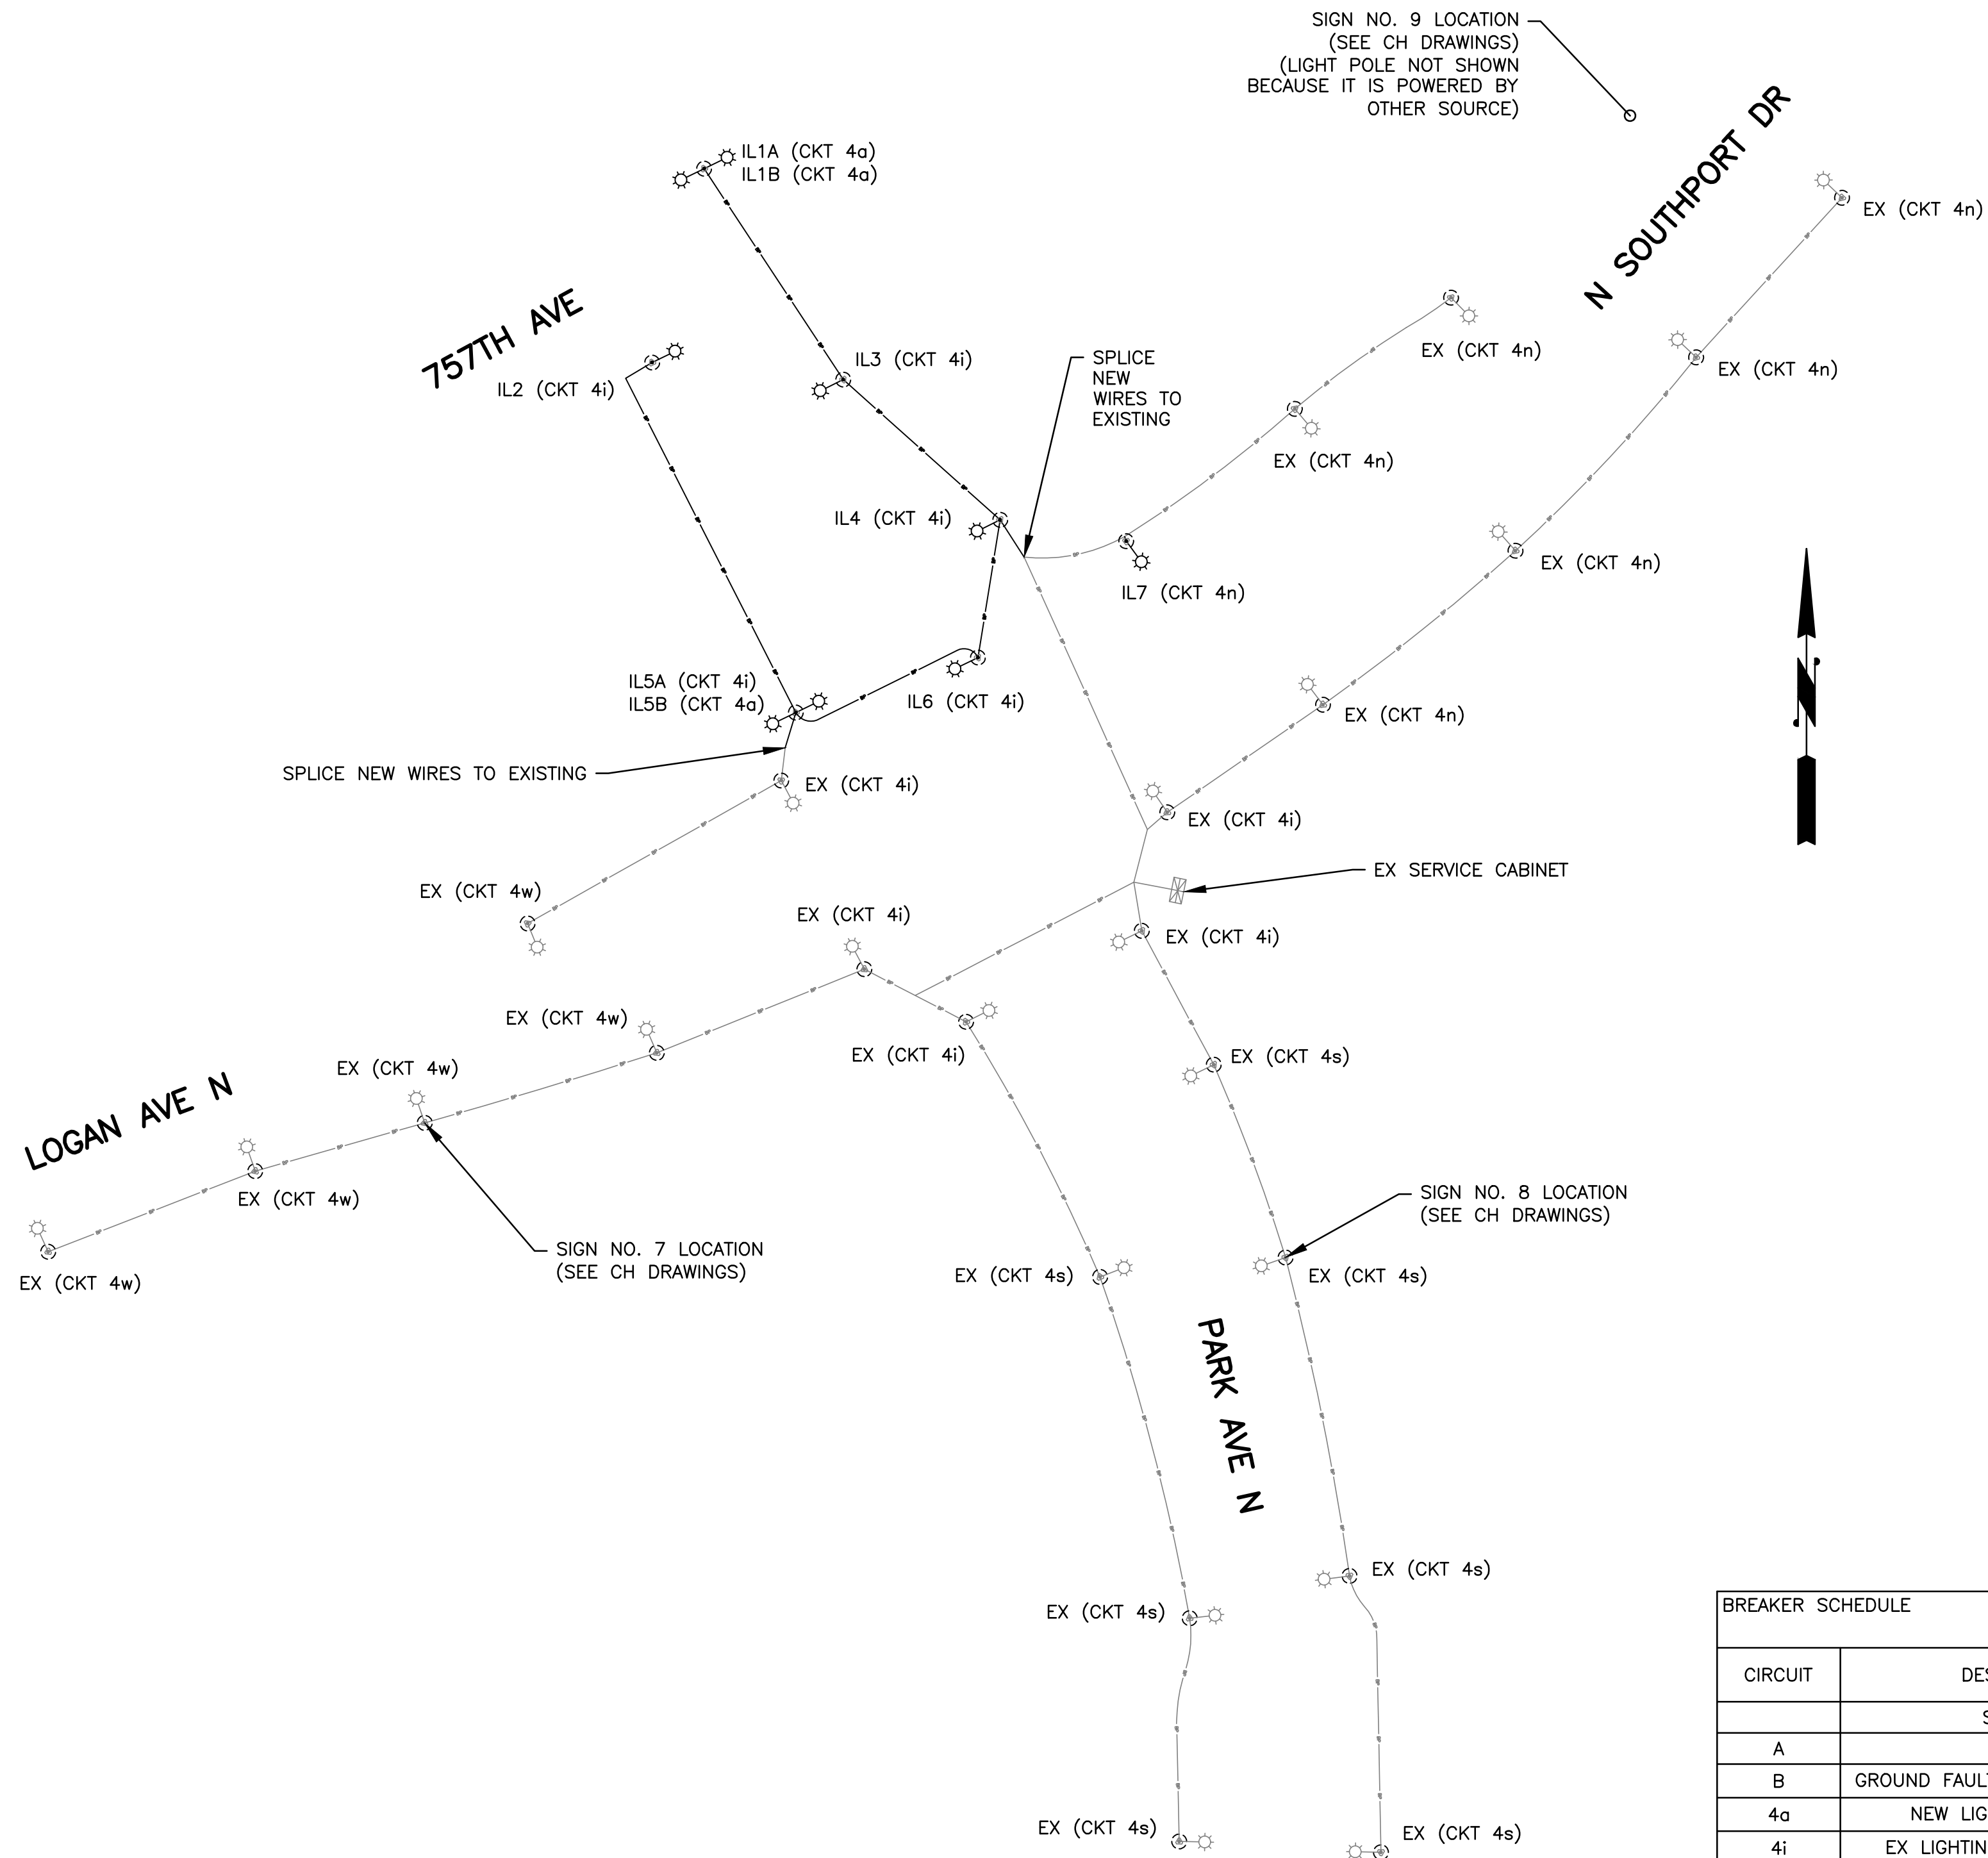 SIGN NO. 9 LOCATION
(SEE CH DRAWINGS)
(LIGHT POLE NOT SHOWN
BECAUSE IT IS POWERED BY
OTHER SOURCE)
N SOUTHPORT DR
IL1A (CKT 4a)
IL1B (CKT 4a)
EX (CKT 4n)
757TH AVE
IL2 (CKT 4i)
IL3 (CKT 4i)
SPLICE
NEW
WIRES TO
EXISTING
EX (CKT 4n)
EX (CKT 4n)
EX (CKT 4n)
IL4 (CKT 4i)
EX (CKT 4n)
IL7 (CKT 4n)
IL5A (CKT 4i)
IL5B (CKT 4a)
IL6 (CKT 4i)
EX (CKT 4n)
SPLICE NEW WIRES TO EXISTING
EX (CKT 4i)
EX (CKT 4i)
EX SERVICE CABINET
EX (CKT 4w)
EX (CKT 4i)
EX (CKT 4i)
EX (CKT 4w)
EX (CKT 4i)
EX (CKT 4s)
EX (CKT 4w)
LOGAN AVE N
EX (CKT 4w)
SIGN NO. 8 LOCATION
(SEE CH DRAWINGS)
SIGN NO. 7 LOCATION
(SEE CH DRAWINGS)
EX (CKT 4w)
EX (CKT 4s)
EX (CKT 4s)
PARK AVE N
EX (CKT 4s)
EX (CKT 4s)
EX (CKT 4s)
EX (CKT 4s)
N
BREAKER SCHEDULE
CIRCUIT
A
B GROUND
4a NEW
4i EX